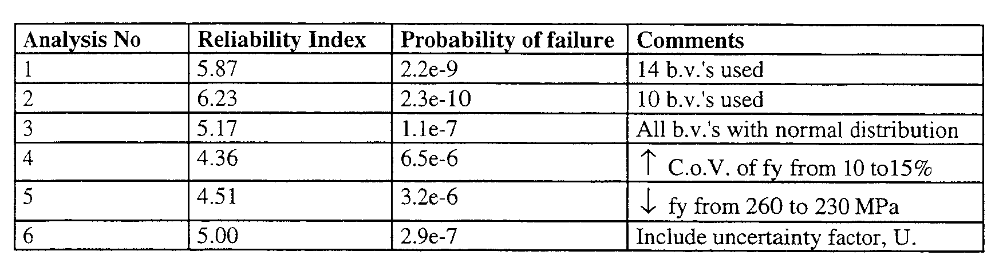 Analysis No Reliability Index Probability of failure Comments
1 5.87 2.2e-9 14 b.v.'s used
2 6.23 2.3e-10 10 b.v.'s used
3 5.17 1.1e-7 All b.v.'s with normal distribution
4 4.36 6.5e-6 ↑ C.o.V. of fy from 10 to15%
5 4.51 3.2e-6 ↓ fy from 260 to 230 MPa
6 5.00 2.9e-7 Include uncertainty factor, U.